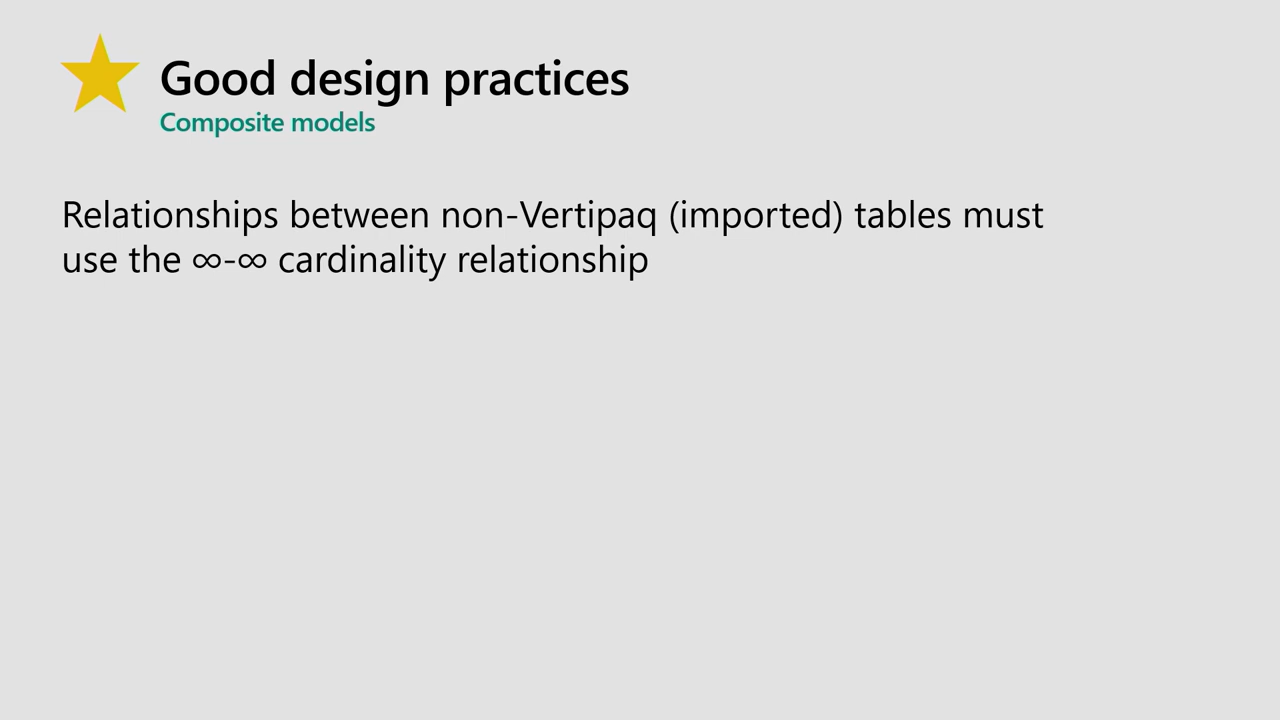 Good design practices
Composite models
Relationships between non-Vertipaq (imported) tables must
use the ∞-∞ cardinality relationship